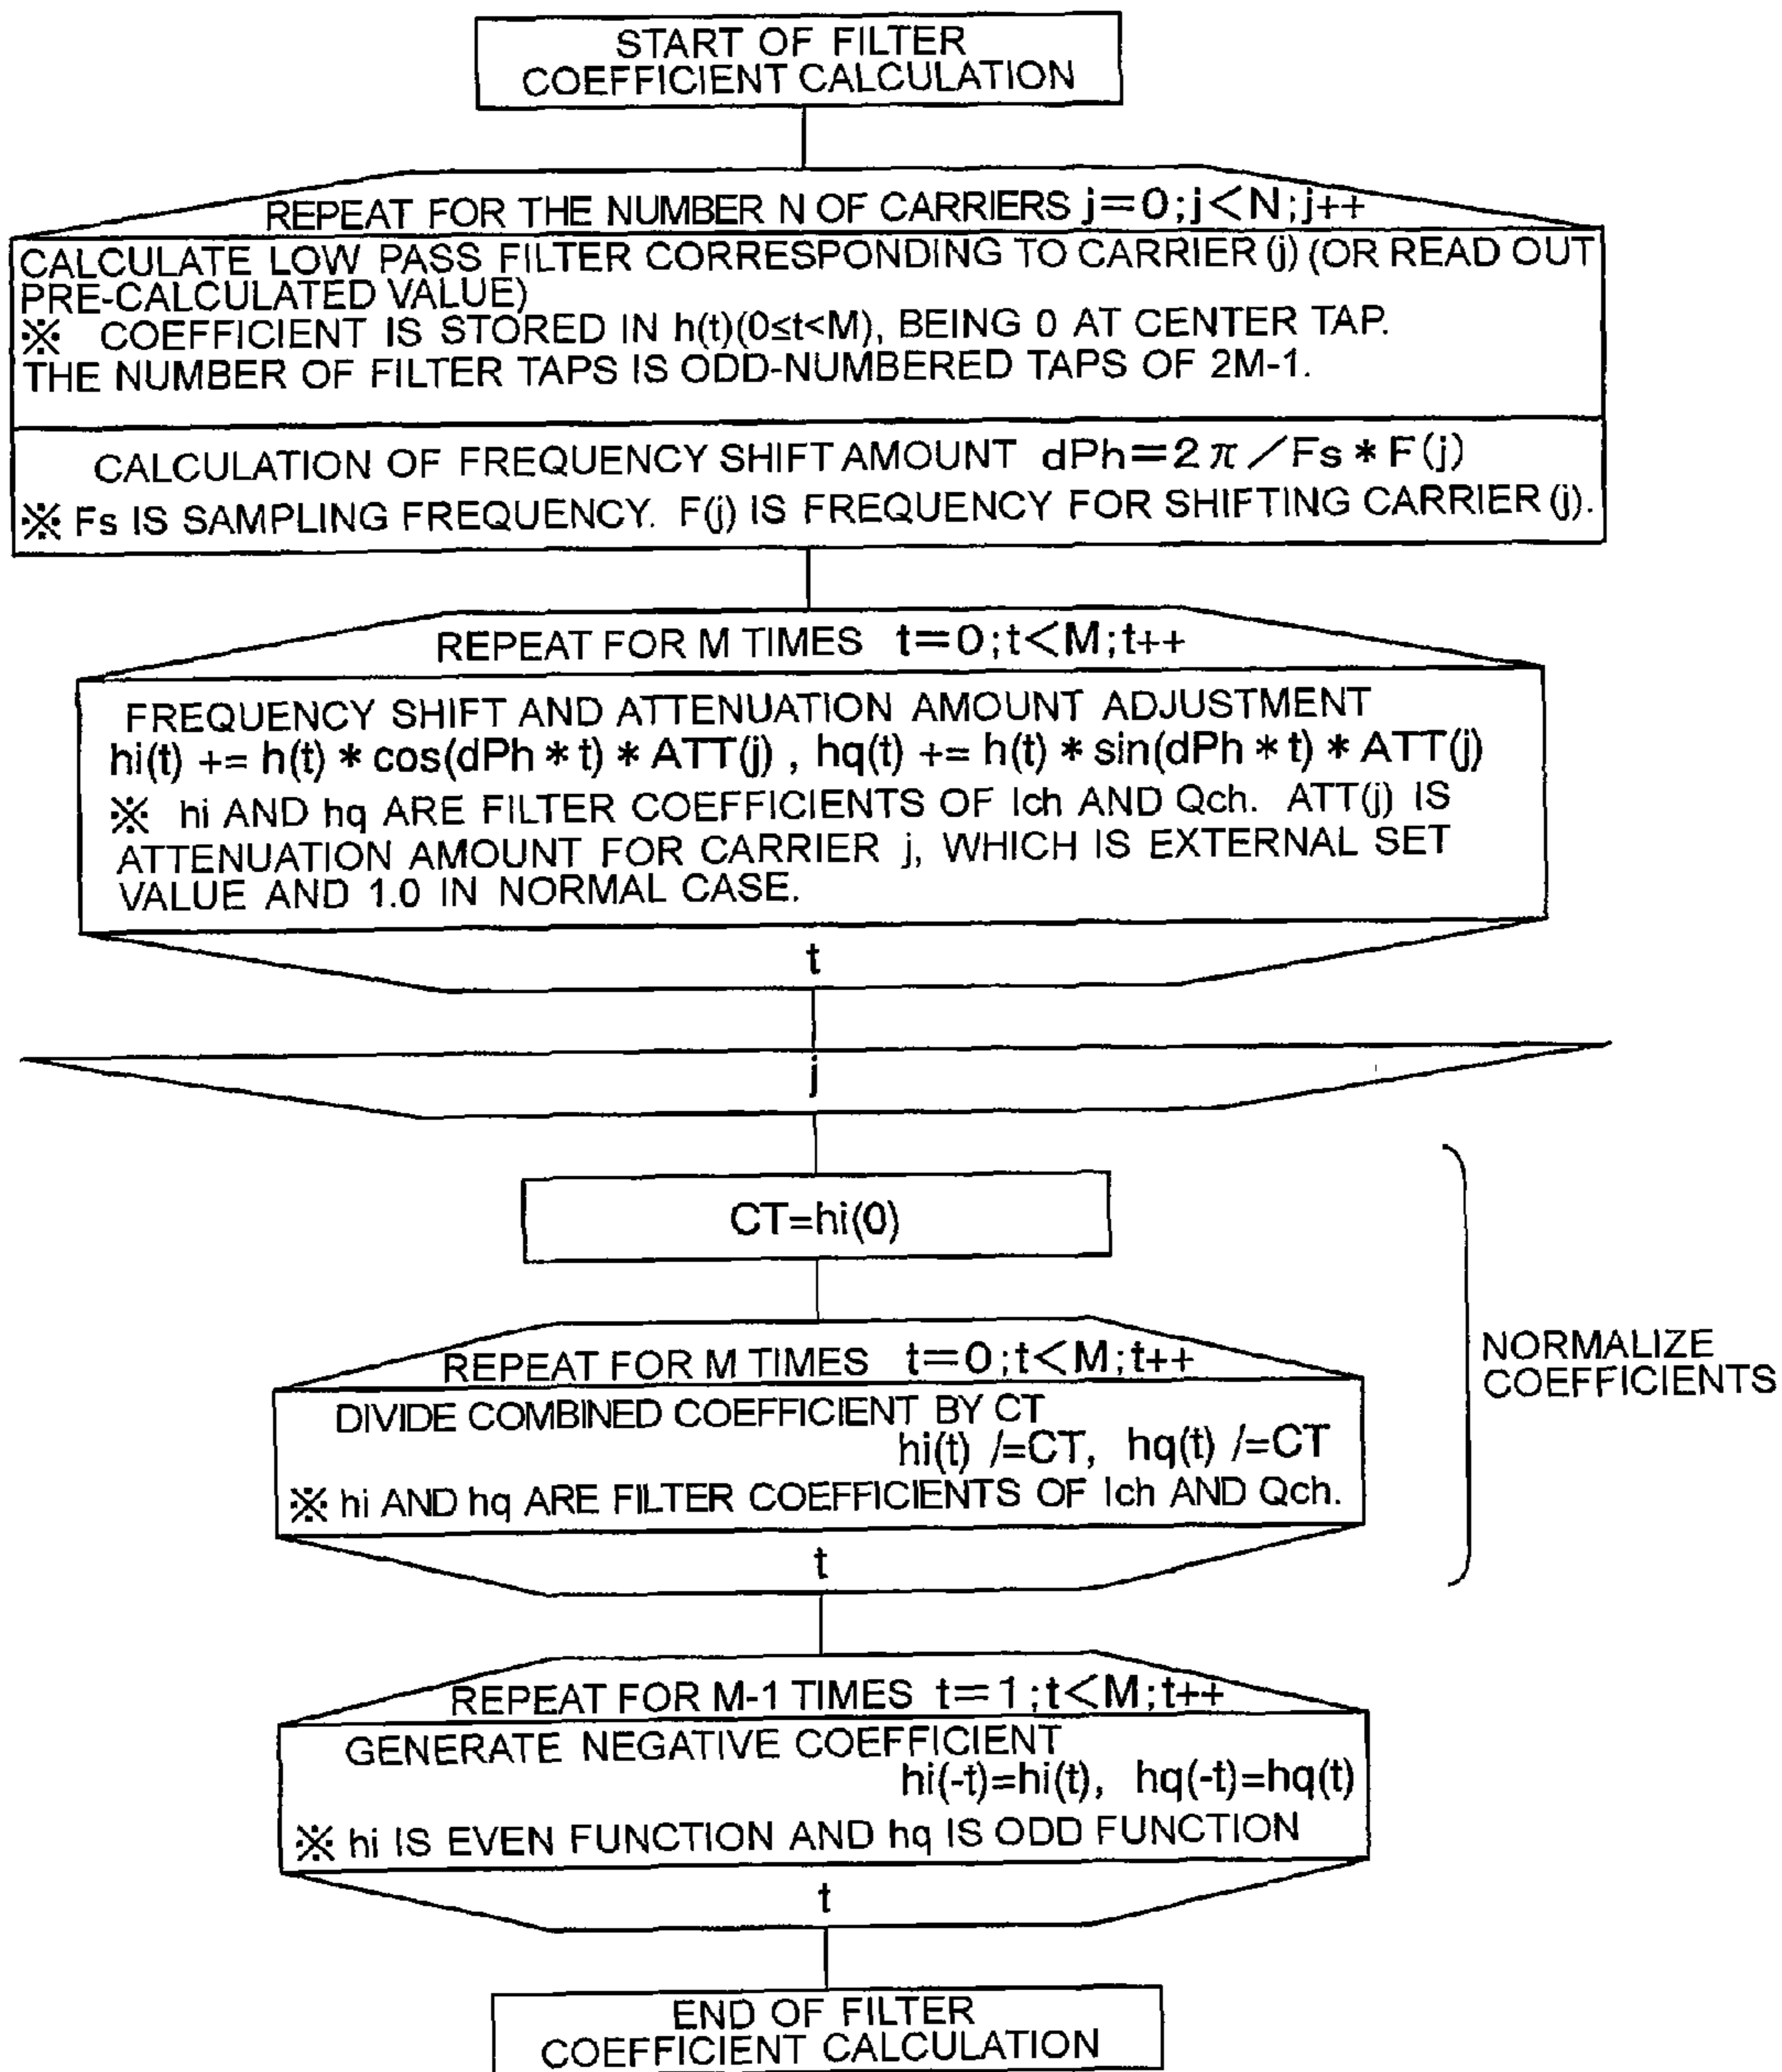 START OF FILTER
COEFFICIENT CALCULATION
REPEAT FOR THE NUMBER N OF CARRIERS j=0;j<N;j++
CALCULATE LOW PASS FILTER CORRESPONDING TO CARRIER (j) (OR READ OUT
PRE-CALCULATED VALUE)
※ COEFFICIENT IS STORED IN h(t)(0≤t<M), BEING 0 AT CENTER TAP.
THE NUMBER OF FILTER TAPS IS ODD-NUMBERED TAPS OF 2M-1.
CALCULATION OF FREQUENCY SHIFT AMOUNT dPh=2π/Fs*F(j)
※ Fs IS SAMPLING FREQUENCY. F(j) IS FREQUENCY FOR SHIFTING CARRIER (j).
REPEAT FOR M TIMES t=0;t<M;t++
FREQUENCY SHIFT AND ATTENUATION AMOUNT ADJUSTMENT
hi(t) += h(t) * cos(dPh * t) * ATT(j) , hq(t) += h(t) * sin(dPh * t) * ATT(j)
※ hi AND hq ARE FILTER COEFFICIENTS OF Ich AND Qch. ATT(j) IS
ATTENUATION AMOUNT FOR CARRIER j, WHICH IS EXTERNAL SET
VALUE AND 1.0 IN NORMAL CASE.
t
j
CT=hi(0)
REPEAT FOR M TIMES t=0;t<M;t++
DIVIDE COMBINED COEFFICIENT BY CT
hi(t) /=CT, hq(t) /=CT
※ hi AND hq ARE FILTER COEFFICIENTS OF Ich AND Qch.
t
NORMALIZE
COEFFICIENTS
REPEAT FOR M-1 TIMES t=1;t<M;t++
GENERATE NEGATIVE COEFFICIENT
hi(-t)=hi(t), hq(-t)=hq(t)
※ hi IS EVEN FUNCTION AND hq IS ODD FUNCTION
t
END OF FILTER
COEFFICIENT CALCULATION